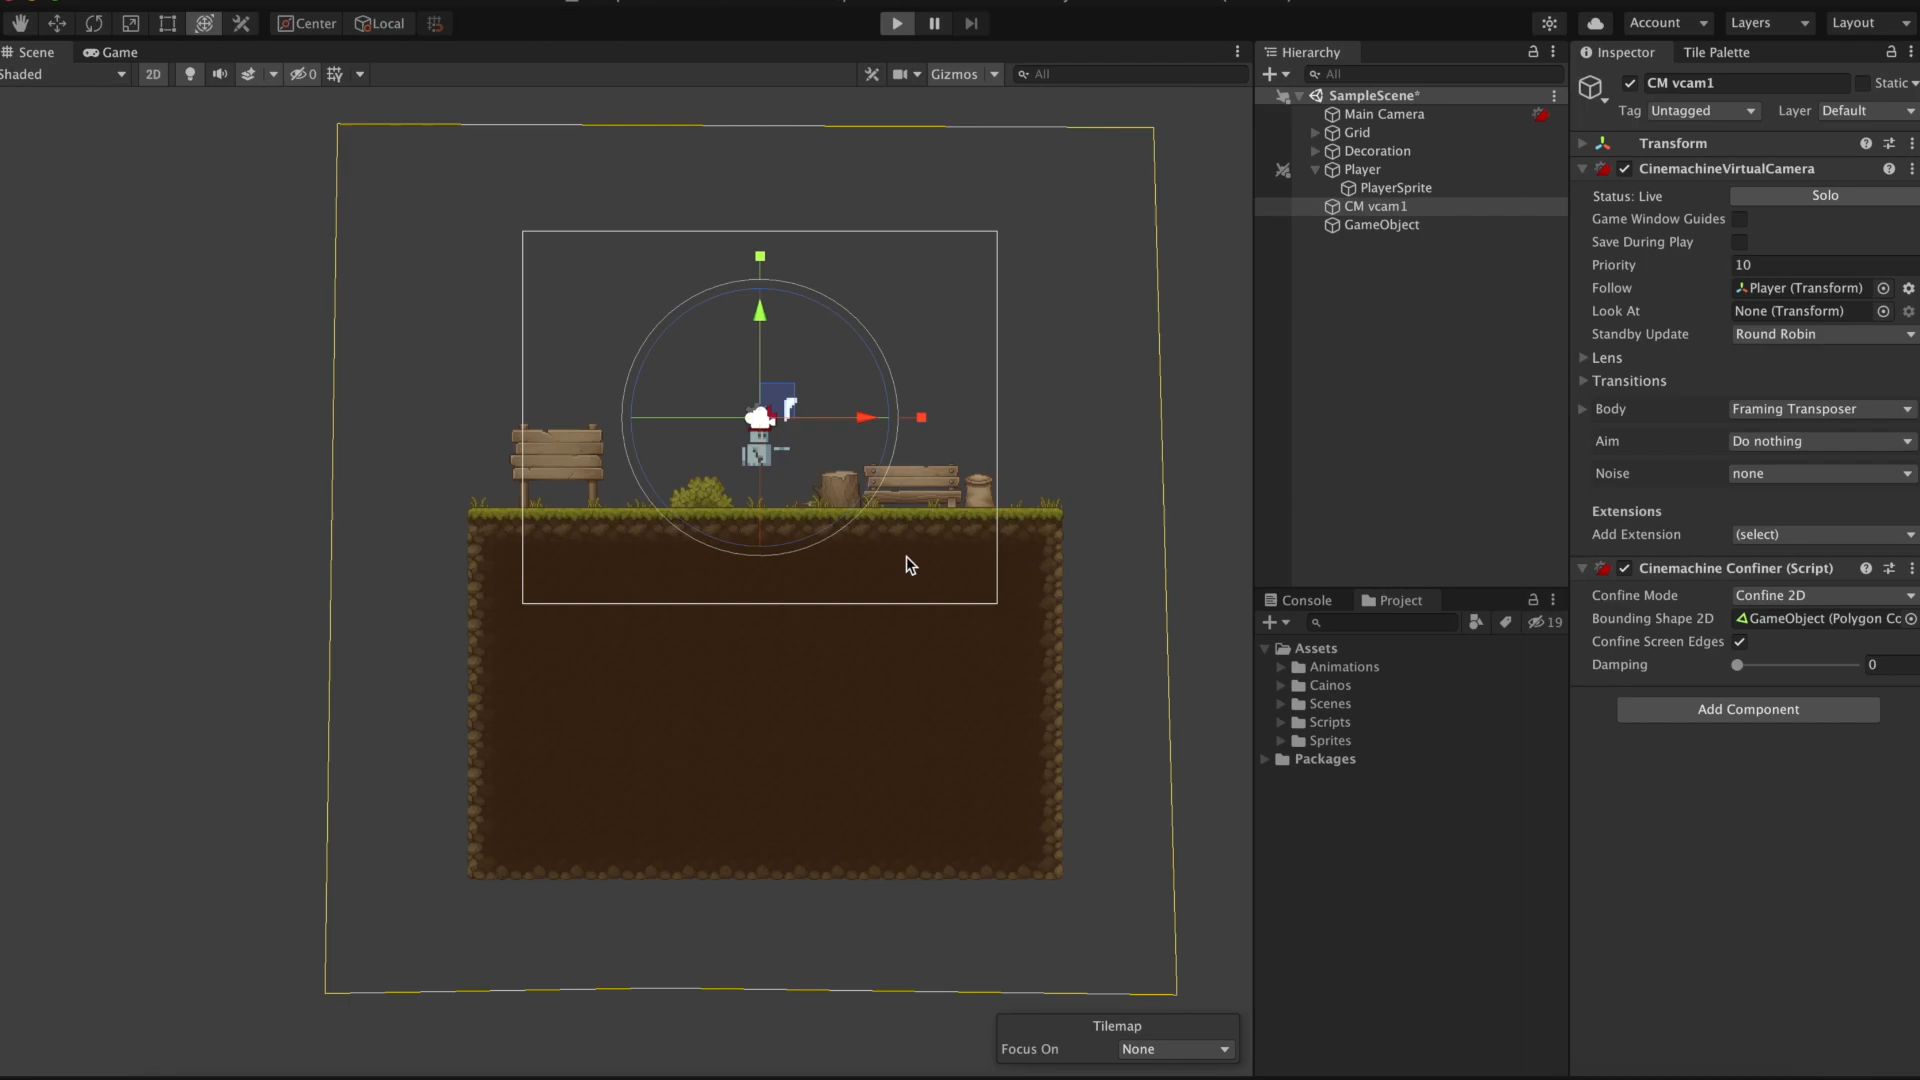 Center
Local
Account
Layers
Layout
Scene
Game
Shaded
2D
0
Gizmos
All
Hierarchy
All
SampleScene*
Main Camera
Grid
Decoration
Player
PlayerSprite
CM vcam1
GameObject
Console
Project
19
Assets
Animations
Cainos
Scenes
Scripts
Sprites
Packages
Inspector
Tile Palette
CM vcam1
Static
Tag Untagged
Layer Default
Transform
CinemachineVirtualCamera
Status: Live
Solo
Game Window Guides
Save During Play
Priority 10
Follow Player (Transform)
Look At None (Transform)
Standby Update Round Robin
Lens
Transitions
Body Framing Transposer
Aim Do nothing
Noise none
Extensions
Add Extension (select)
Cinemachine Confiner (Script)
Confine Mode Confine 2D
Bounding Shape 2D GameObject (Polygon Cc
Confine Screen Edges
Damping 0
Add Component
Tilemap
Focus On None